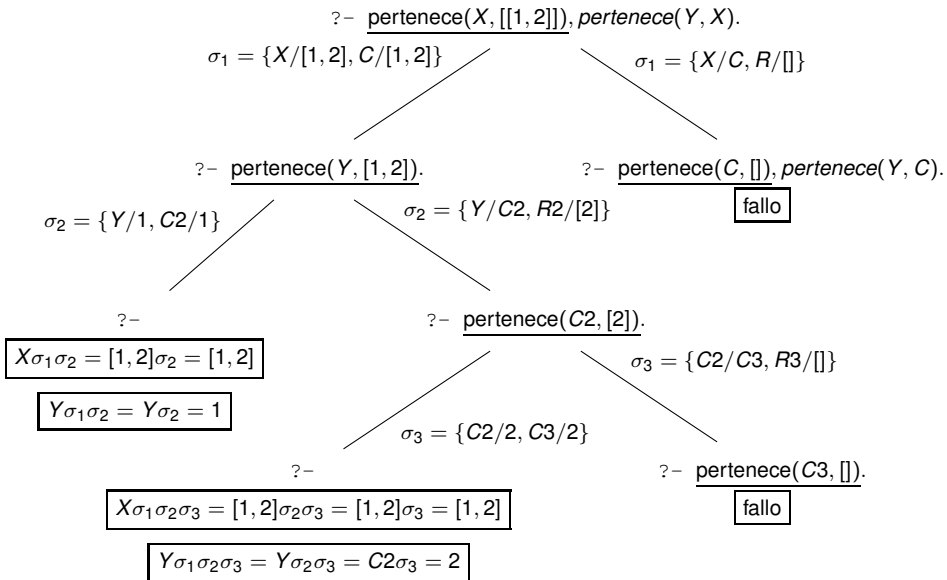 ?- pertenece(X, [[1, 2]]), pertenece(Y, X).
σ1 = {X/[1, 2], C/[1, 2]}
σ1 = {X/C, R/[]}
?- pertenece(Y, [1, 2]).
?- pertenece(C, []), pertenece(Y, C).
fallo
σ2 = {Y/1, C2/1}
σ2 = {Y/C2, R2/[2]}
?-
?- pertenece(C2, [2]).
Xσ1σ2 = [1, 2]σ2 = [1, 2]
Yσ1σ2 = Yσ2 = 1
σ3 = {C2/C3, R3/[]}
σ3 = {C2/2, C3/2}
?-
?- pertenece(C3, []).
Xσ1σ2σ3 = [1, 2]σ2σ3 = [1, 2]σ3 = [1, 2]
fallo
Yσ1σ2σ3 = Yσ2σ3 = C2σ3 = 2